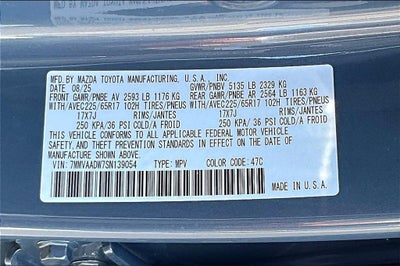 MFD. BY MAZDA TOYOTA MANUFACTURING, U.S.A., INC.
DATE 08/25 GVWR/PNBV 5135 LB 2329 KG
FRONT GAWR/PNBE AV 2593 LB 1176 KG REAR GAWR/PNBE AR 2564 LB 1163 KG
WITH/AVEC225/65R17 102H TIRES/PNEUS WITH/AVEC225/65R17 102H TIRES/PNEUS
17X7J RIMS/JANTES 17X7J RIMS/JANTES
250 KPA/36 PSI COLD/A FROID 250 KPA/36 PSI COLD/A FROID
THIS VEHICLE CONFORMS TO ALL APPLICABLE FEDERAL MOTOR VEHICLE
SAFETY, AND THEFT PREVENTION STANDARDS IN EFFECT ON THE DATE OF
MANUFACTURE SHOWN ABOVE.
VIN: 7MMVAADW7SN139054 TYPE: MPV COLOR CODE: 47C
MADE IN U.S.A.